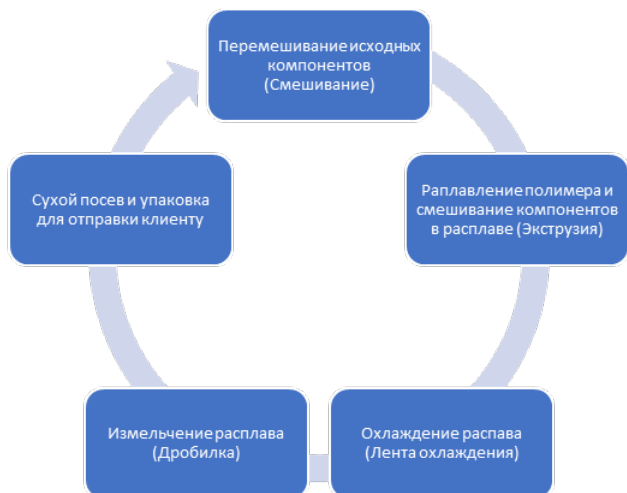 Перемешивание исходных
компонентов
(Смешивание)
Раплавление полимера и
смешивание компонентов
в расплаве (Экструзия)
Охлаждение распава
(Лента охлаждения)
Измельчение расплава
(Дробилка)
Сухой посев и упаковка
для отправки клиенту